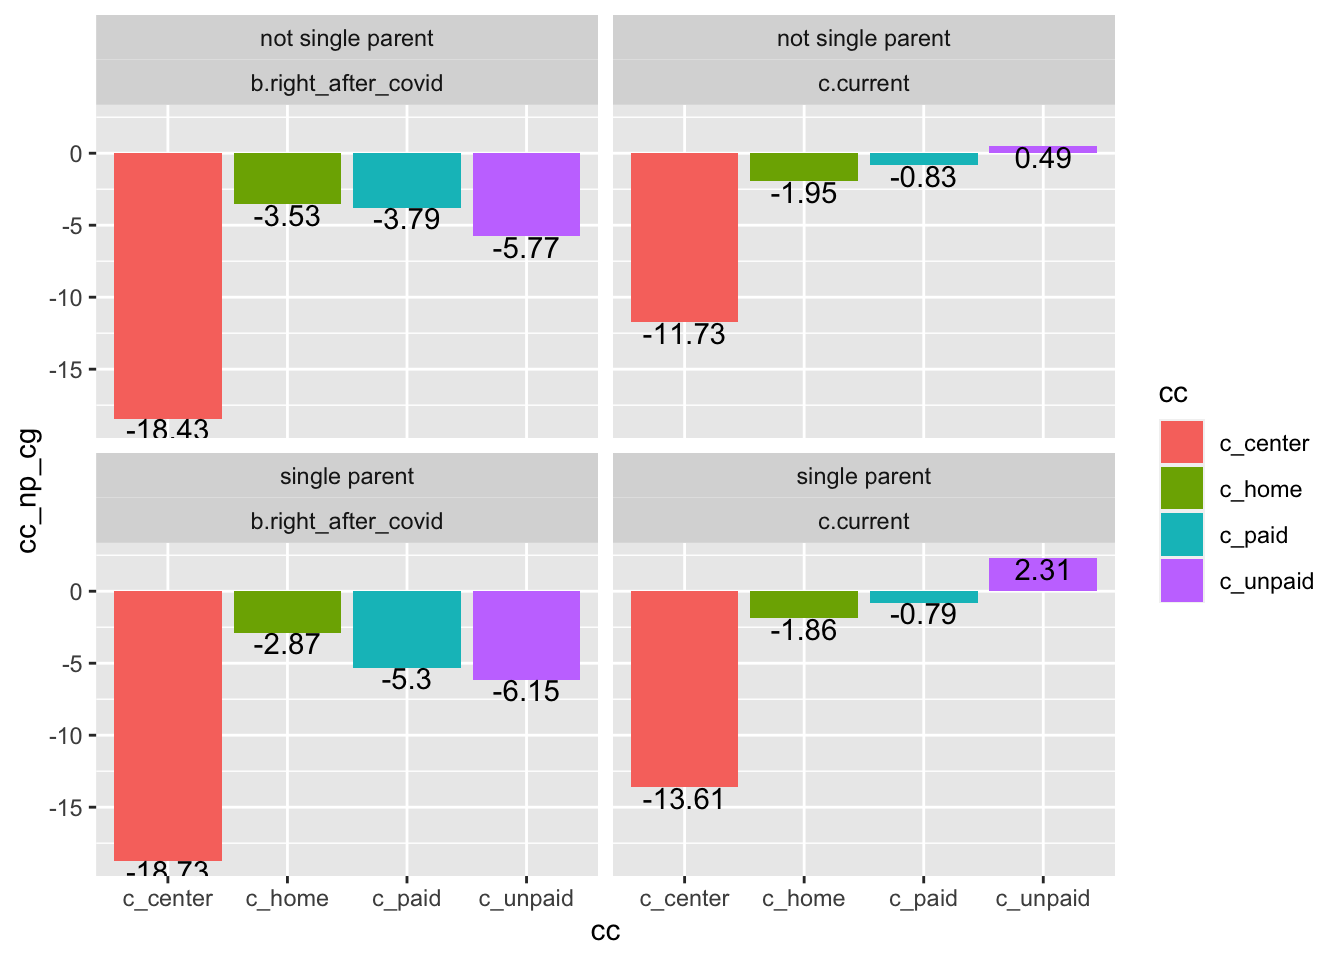 not single parent
not single parent
b.right_after_covid
c.current
0
-5
-10
-15
-18.43
-3.53
-3.79
-5.77
-11.73
-1.95
-0.83
0.49
single parent
single parent
b.right_after_covid
c.current
0
-5
-10
-15
-18.73
-2.87
-5.3
-6.15
-13.61
-1.86
-0.79
2.31
c_center
c_home
c_paid
c_unpaid
c_center
c_home
c_paid
c_unpaid
cc
cc_np_cg
cc
c_center
c_home
c_paid
c_unpaid